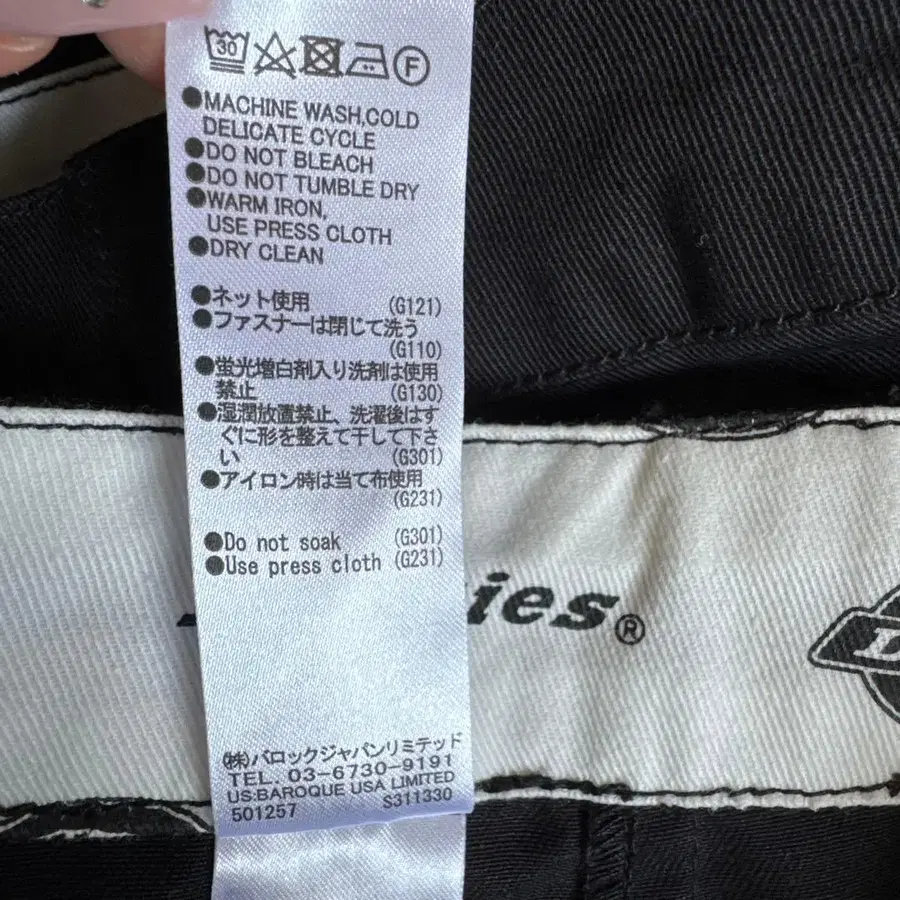 30 F
●MACHINE WASH,COLD
DELICATE CYCLE
●DO NOT BLEACH
●DO NOT TUMBLE DRY
●WARM IRON,
USE PRESS CLOTH
●DRY CLEAN
●ネット使用 (G121)
●ファスナーは閉じて洗う
(G110)
●蛍光増白剤入り洗剤は使用
禁止 (G130)
●湿潤放置禁止、洗濯後はす
ぐに形を整えて干して下さ
い (G301)
●アイロン時は当て布使用
(G231)
●Do not soak (G301)
●Use press cloth (G231)
ies®
(株)バロックジャパンリミテッド
TEL. 03-6730-9191
US.BAROQUE USA LIMITED
501257 S311330